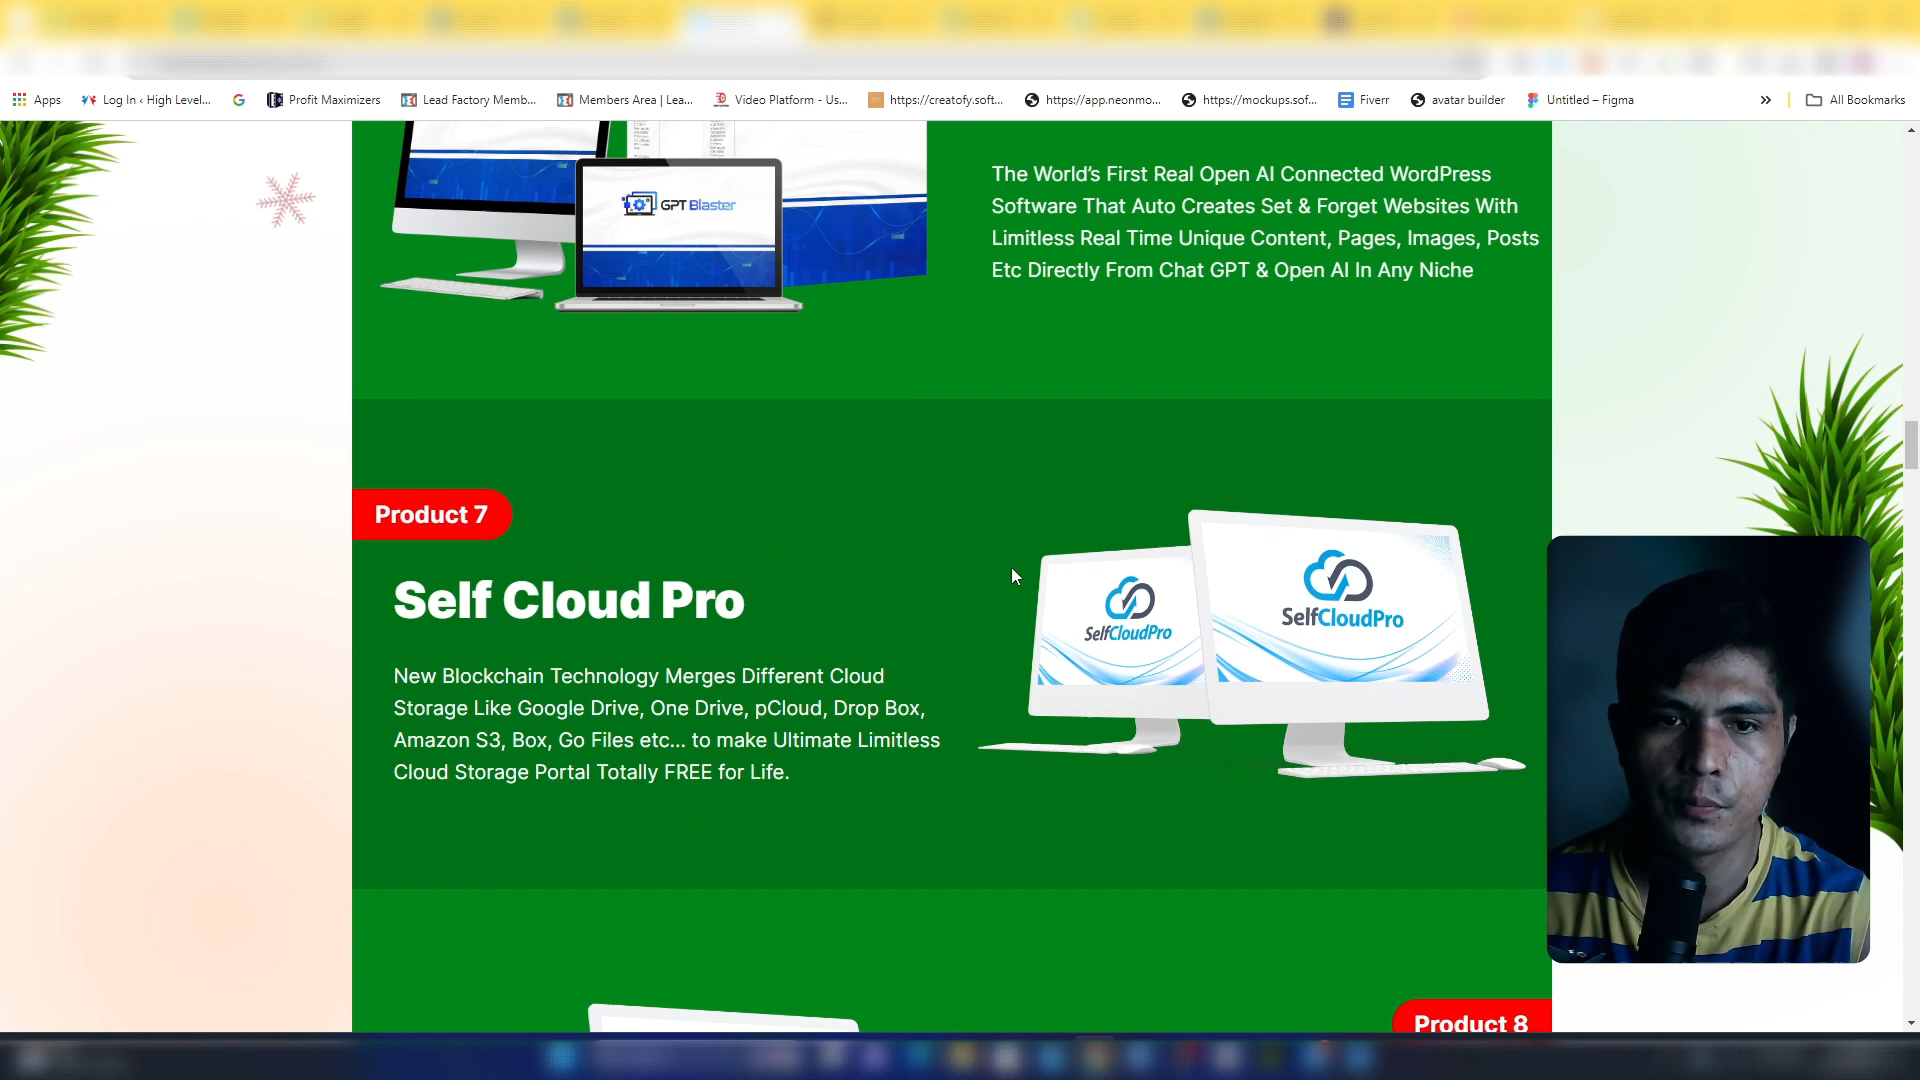 Apps
Log In ‹ High Level...
Profit Maximizers
Lead Factory Memb...
Members Area | Lea...
Video Platform - Us...
https://creatofy.soft...
https://app.neonmo...
https://mockups.sof...
Fiverr
avatar builder
Untitled – Figma
»
All Bookmarks
GPT Blaster
The World's First Real Open AI Connected WordPress
Software That Auto Creates Set & Forget Websites With
Limitless Real Time Unique Content, Pages, Images, Posts
Etc Directly From Chat GPT & Open AI In Any Niche
Product 7
Self Cloud Pro
New Blockchain Technology Merges Different Cloud
Storage Like Google Drive, One Drive, pCloud, Drop Box,
Amazon S3, Box, Go Files etc... to make Ultimate Limitless
Cloud Storage Portal Totally FREE for Life.
SelfCloudPro
SelfCloudPro
Product 8